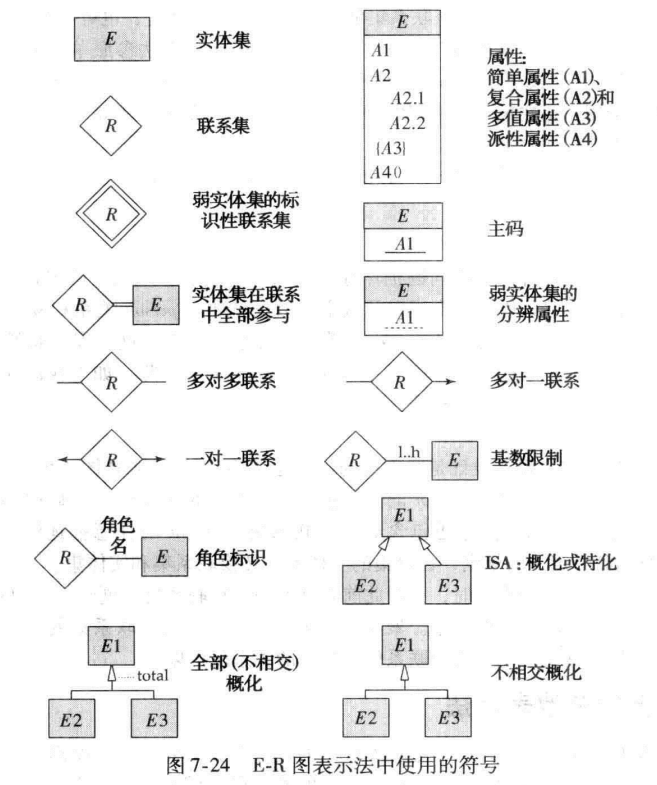 E
实体集
E
A1
A2
A2.1
A2.2
{A3}
A4()
属性:
简单属性(A1)、
复合属性(A2)和
多值属性(A3)
派性属性(A4)
R
联系集
R
弱实体集的标
识性联系集
E
A1
主码
R
E
实体集在联系
中全部参与
E
A1
弱实体集的
分辨属性
R
多对多联系
R
多对一联系
R
一对一联系
R
l..h
E
基数限制
R
角色
名
E
角色标识
E1
E2
E3
ISA:概化或特化
E1
total
E2
E3
全部(不相交)
概化
E1
E2
E3
不相交概化
图 7-24 E-R 图表示法中使用的符号